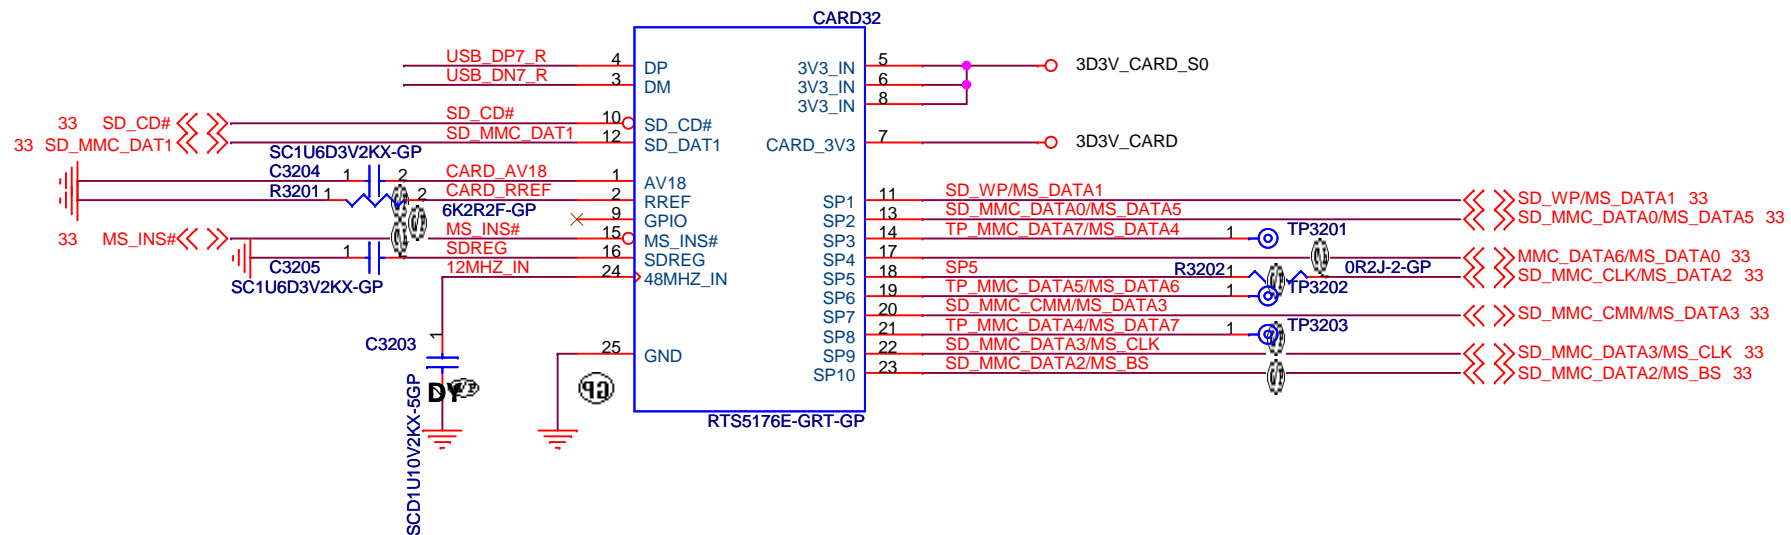 CARD32
USB_DP7_R 4 DP 3V3_IN 5 3D3V_CARD_S0
USB_DN7_R 3 DM 3V3_IN 6
3V3_IN 8
33 SD_CD# SD_CD# 10 SD_CD#
33 SD_MMC_DAT1 SD_MMC_DAT1 12 SD_DAT1 CARD_3V3 7 3D3V_CARD
SC1U6D3V2KX-GP
C3204 1 2 CARD_AV18 1 AV18
R3201 1 2 CARD_RREF 2 RREF SP1 11 SD_WP/MS_DATA1 SD_WP/MS_DATA1 33
6K2R2F-GP 9 GPIO SP2 13 SD_MMC_DATA0/MS_DATA5 SD_MMC_DATA0/MS_DATA5 33
33 MS_INS# MS_INS# 15 MS_INS# SP3 14 TP_MMC_DATA7/MS_DATA4 1 TP3201
C3205 1 SDREG 16 SDREG SP4 17 MMC_DATA6/MS_DATA0 33
SC1U6D3V2KX-GP
12MHZ_IN 24 48MHZ_IN SP5 18 SP5 R3202 1 0R2J-2-GP SD_MMC_CLK/MS_DATA2 33
SP6 19 TP_MMC_DATA5/MS_DATA6 1 TP3202
SP7 20 SD_MMC_CMM/MS_DATA3 SD_MMC_CMM/MS_DATA3 33
SP8 21 TP_MMC_DATA4/MS_DATA7 1 TP3203
1 C3203 25 GND SP9 22 SD_MMC_DATA3/MS_CLK SD_MMC_DATA3/MS_CLK 33
SP10 23 SD_MMC_DATA2/MS_BS SD_MMC_DATA2/MS_BS 33
DY
SCD1U10V2KX-5GP
GP
RTS5176E-GRT-GP